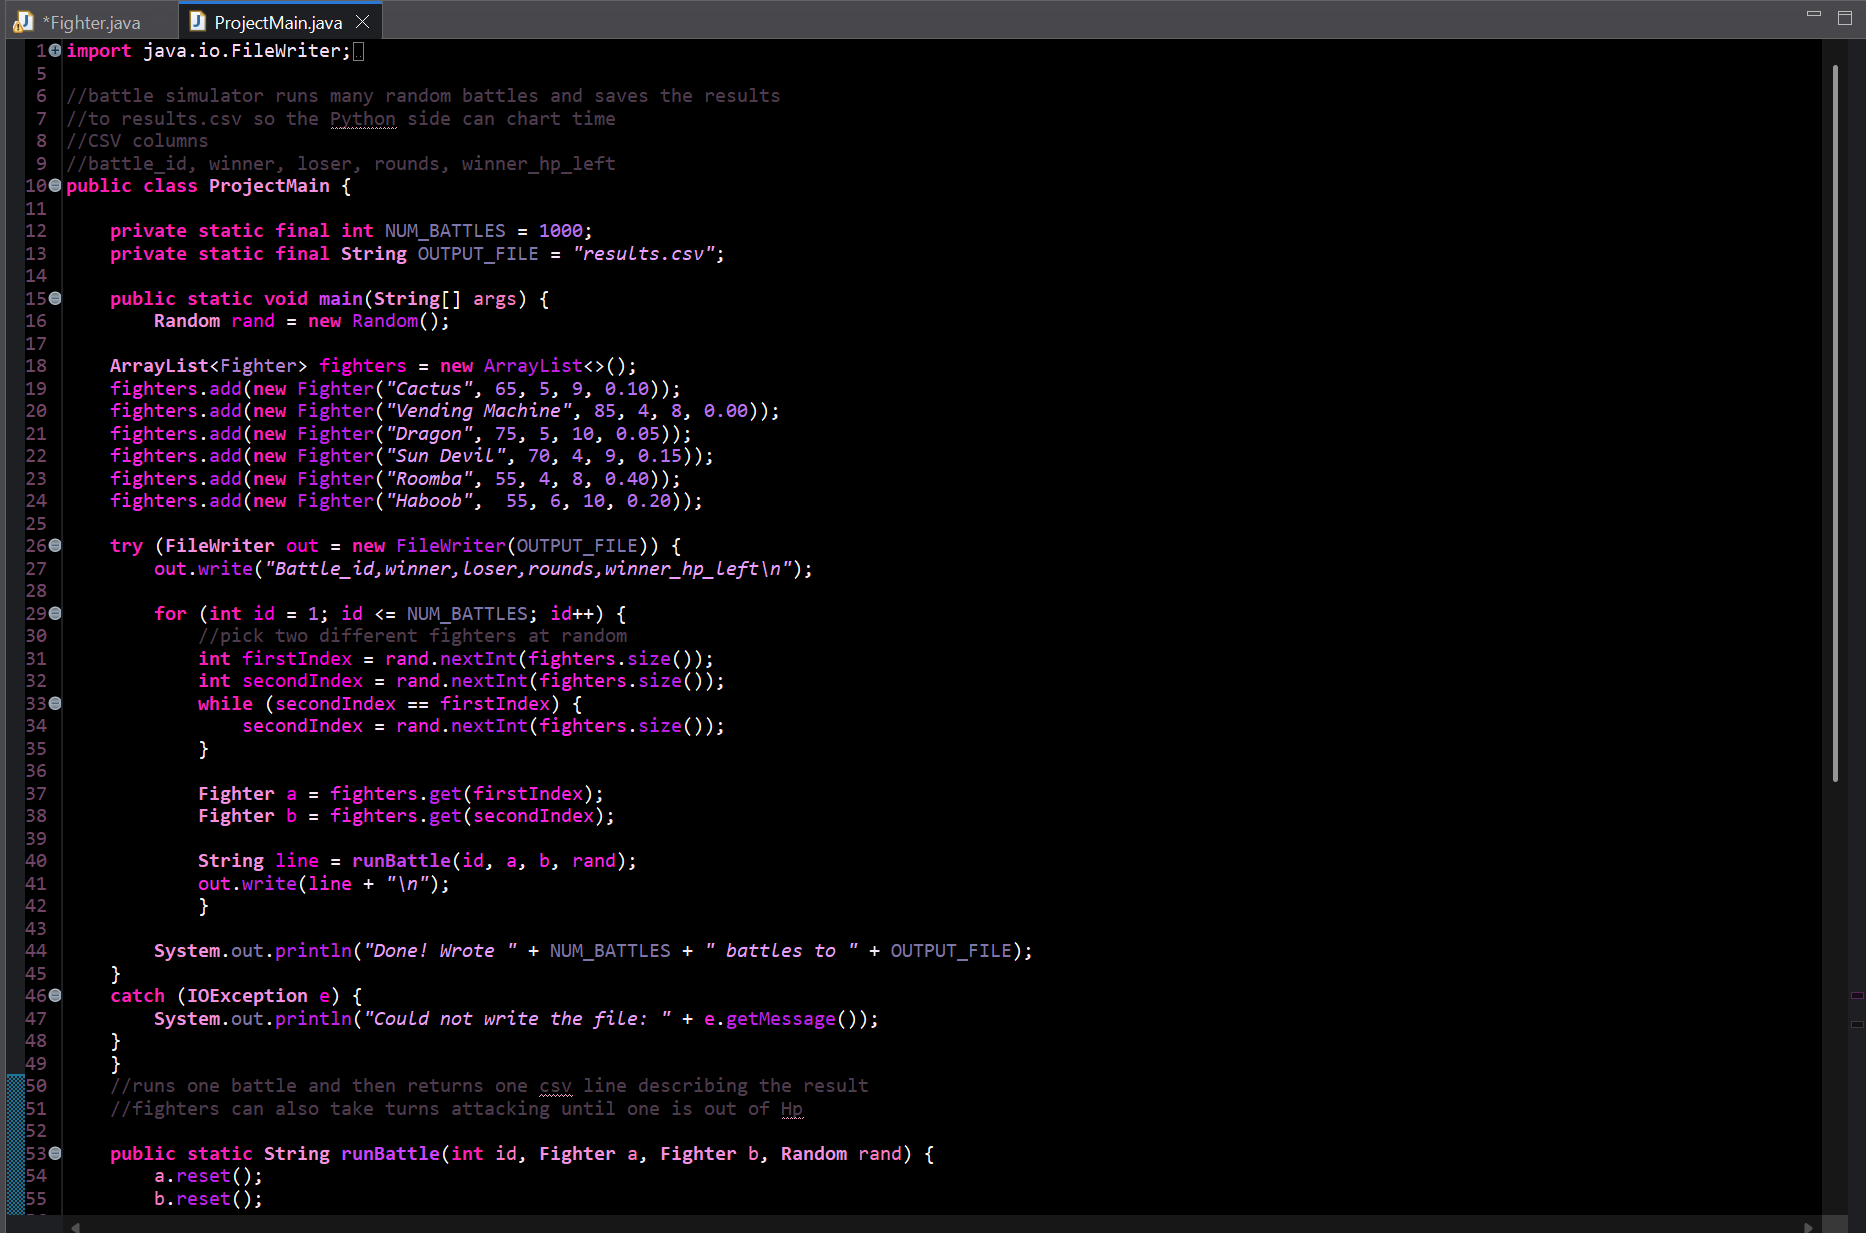 *Fighter.java ProjectMain.java
1 import java.io.FileWriter;
5
6 //battle simulator runs many random battles and saves the results
7 //to results.csv so the Python side can chart time
8 //CSV columns
9 //battle_id, winner, loser, rounds, winner_hp_left
10 public class ProjectMain {
11
12 private static final int NUM_BATTLES = 1000;
13 private static final String OUTPUT_FILE = "results.csv";
14
15 public static void main(String[] args) {
16 Random rand = new Random();
17
18 ArrayList<Fighter> fighters = new ArrayList<>();
19 fighters.add(new Fighter("Cactus", 65, 5, 9, 0.10));
20 fighters.add(new Fighter("Vending Machine", 85, 4, 8, 0.00));
21 fighters.add(new Fighter("Dragon", 75, 5, 10, 0.05));
22 fighters.add(new Fighter("Sun Devil", 70, 4, 9, 0.15));
23 fighters.add(new Fighter("Roomba", 55, 4, 8, 0.40));
24 fighters.add(new Fighter("Haboob", 55, 6, 10, 0.20));
25
26 try (FileWriter out = new FileWriter(OUTPUT_FILE)) {
27 out.write("Battle_id,winner,loser,rounds,winner_hp_left\n");
28
29 for (int id = 1; id <= NUM_BATTLES; id++) {
30 //pick two different fighters at random
31 int firstIndex = rand.nextInt(fighters.size());
32 int secondIndex = rand.nextInt(fighters.size());
33 while (secondIndex == firstIndex) {
34 secondIndex = rand.nextInt(fighters.size());
35 }
36
37 Fighter a = fighters.get(firstIndex);
38 Fighter b = fighters.get(secondIndex);
39
40 String line = runBattle(id, a, b, rand);
41 out.write(line + "\n");
42 }
43
44 System.out.println("Done! Wrote " + NUM_BATTLES + " battles to " + OUTPUT_FILE);
45 }
46 catch (IOException e) {
47 System.out.println("Could not write the file: " + e.getMessage());
48 }
49 }
50 //runs one battle and then returns one csv line describing the result
51 //fighters can also take turns attacking until one is out of Hp
52
53 public static String runBattle(int id, Fighter a, Fighter b, Random rand) {
54 a.reset();
55 b.reset();